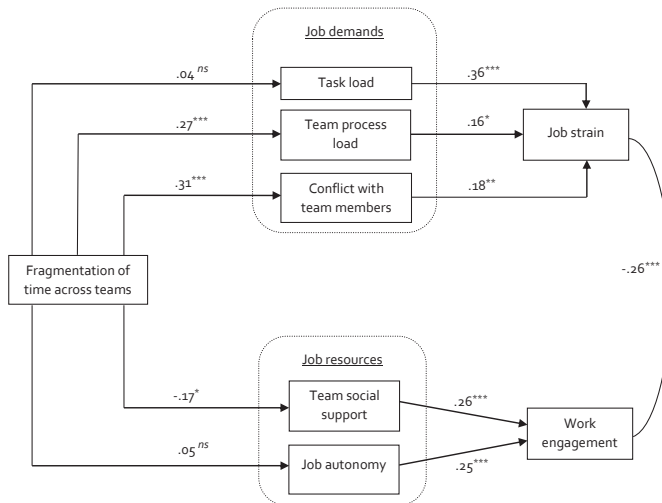 Job demands
.04 ns
Task load
.36***
.27***
Team process
load
.16*
Job strain
.31***
Conflict with
team members
.18**
Fragmentation of
time across teams
-.26***
Job resources
-.17*
Team social
support
.26***
Work
engagement
.05 ns
Job autonomy
.25***